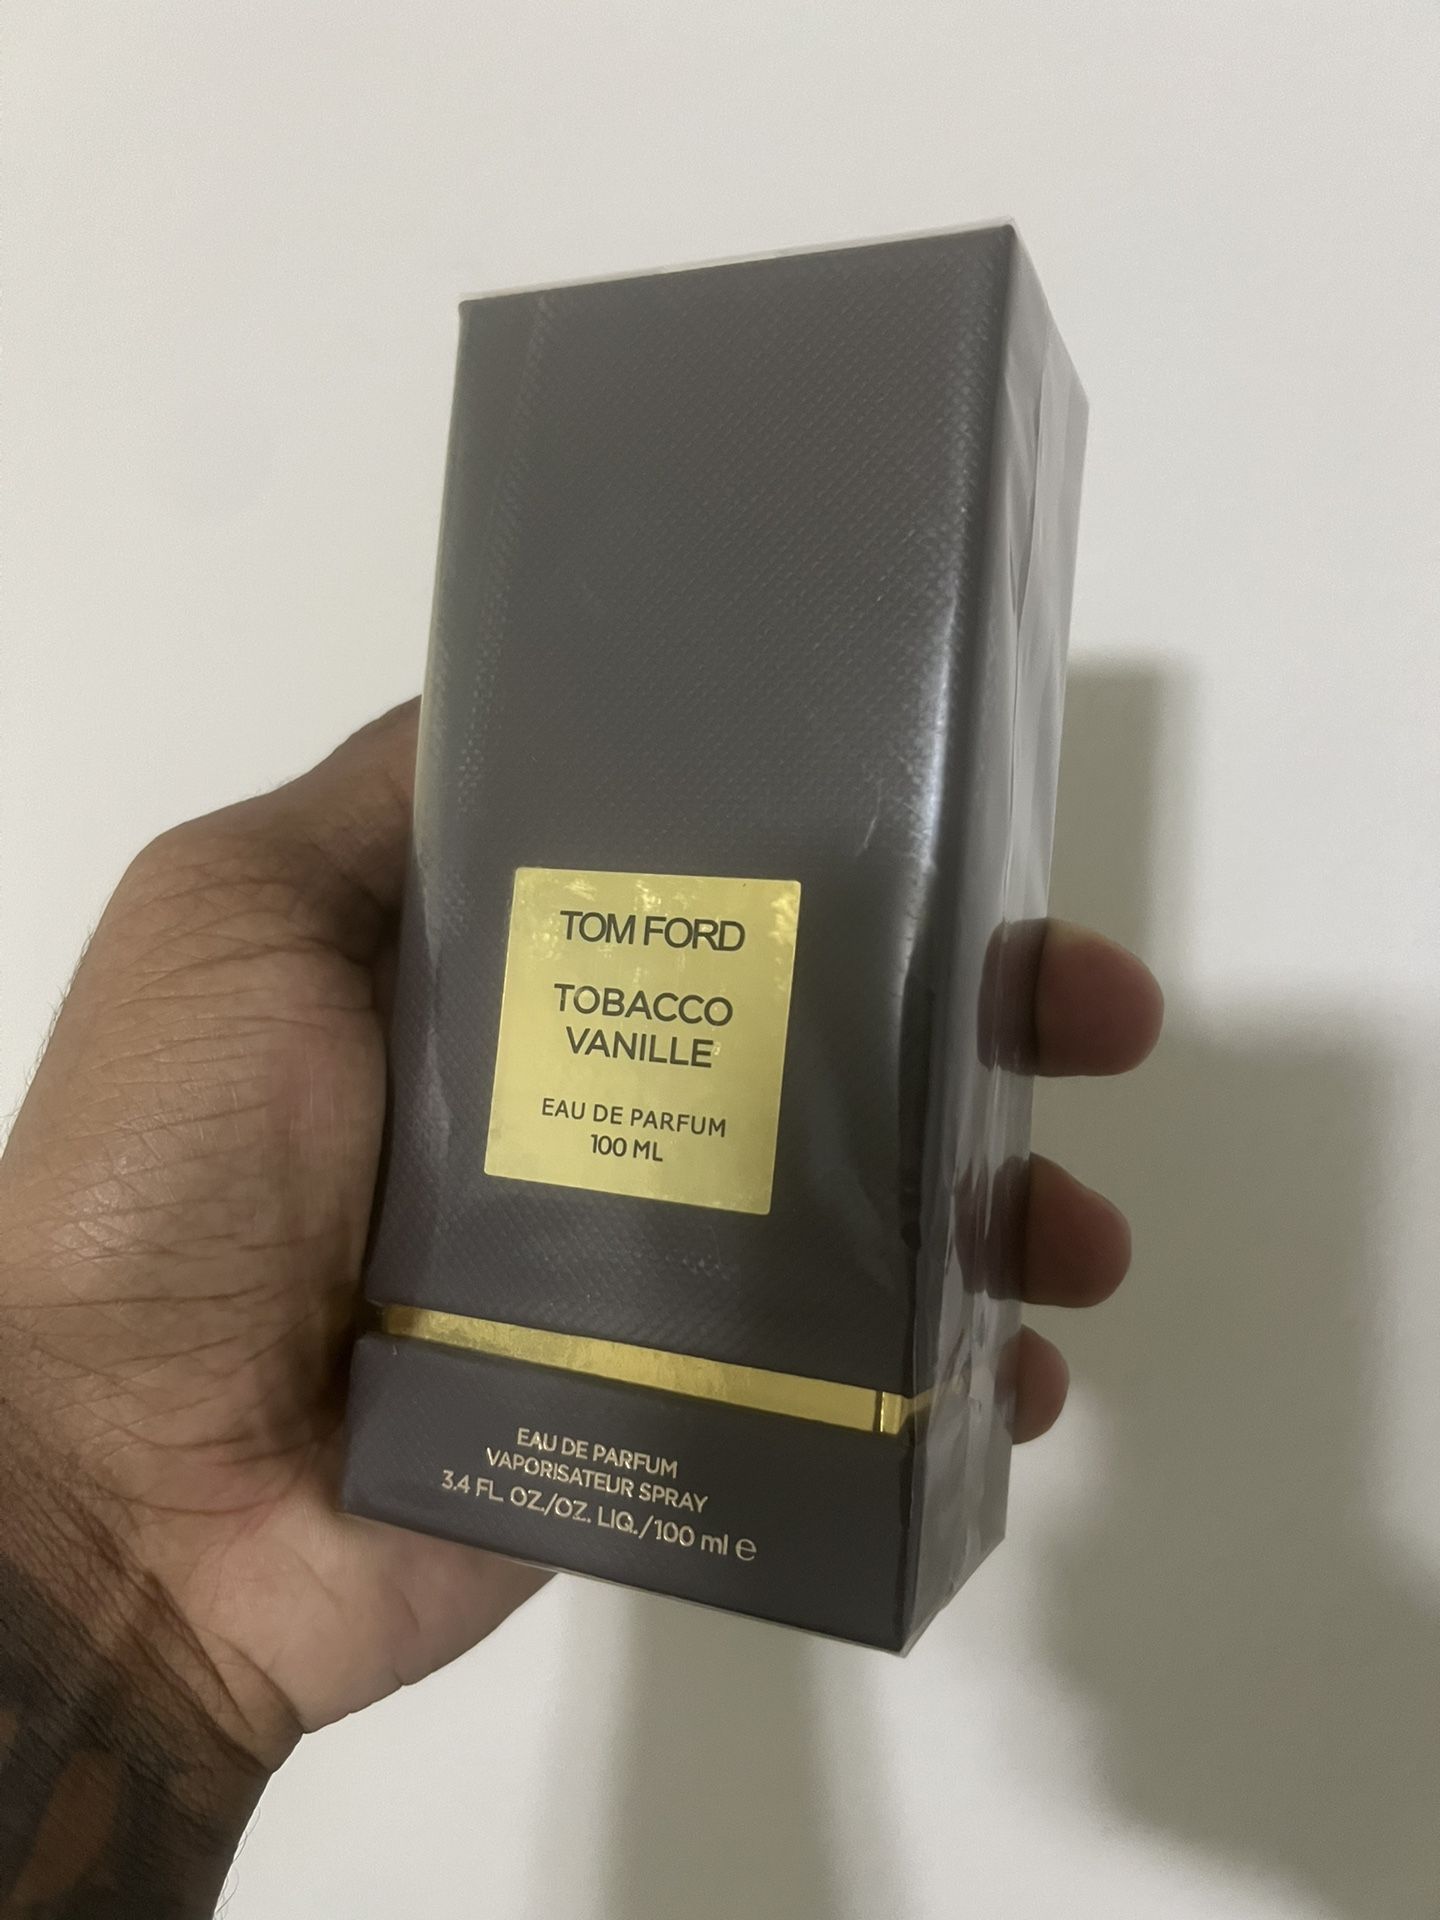 TOM FORD
TOBACCO
VANILLE
EAU DE PARFUM
100 ML
EAU DE PARFUM
VAPORISATEUR SPRAY
3.4 FL. OZ./OZ. LIQ./100 ml ℮